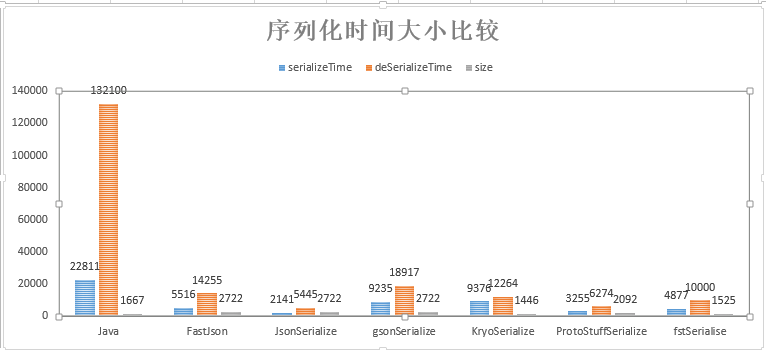 序列化时间大小比较
serializeTime deSerializeTime size
140000
120000
100000
80000
60000
40000
20000
0
22811 132100 1667
5516 14255 2722
2141 5445 2722
9235 18917 2722
9376 12264 1446
3255 6274 2092
4877 10000 1525
Java FastJson JsonSerialize gsonSerialize KryoSerialize ProtoStuffSerialize fstSerialise